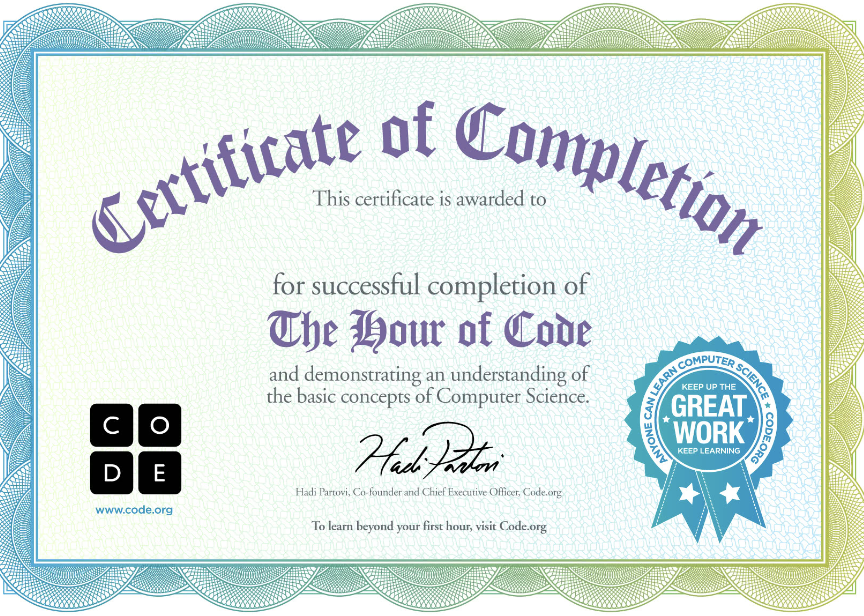 Certificate of Completion
This certificate is awarded to
for successful completion of
The Hour of Code
and demonstrating an understanding of
the basic concepts of Computer Science.
Hadi Partovi
Hadi Partovi, Co-founder and Chief Executive Officer, Code.org
To learn beyond your first hour, visit Code.org
C O
D E
www.code.org
ANYONE CAN LEARN COMPUTER SCIENCE ★ CODE.ORG ★
KEEP UP THE
GREAT
WORK
KEEP LEARNING